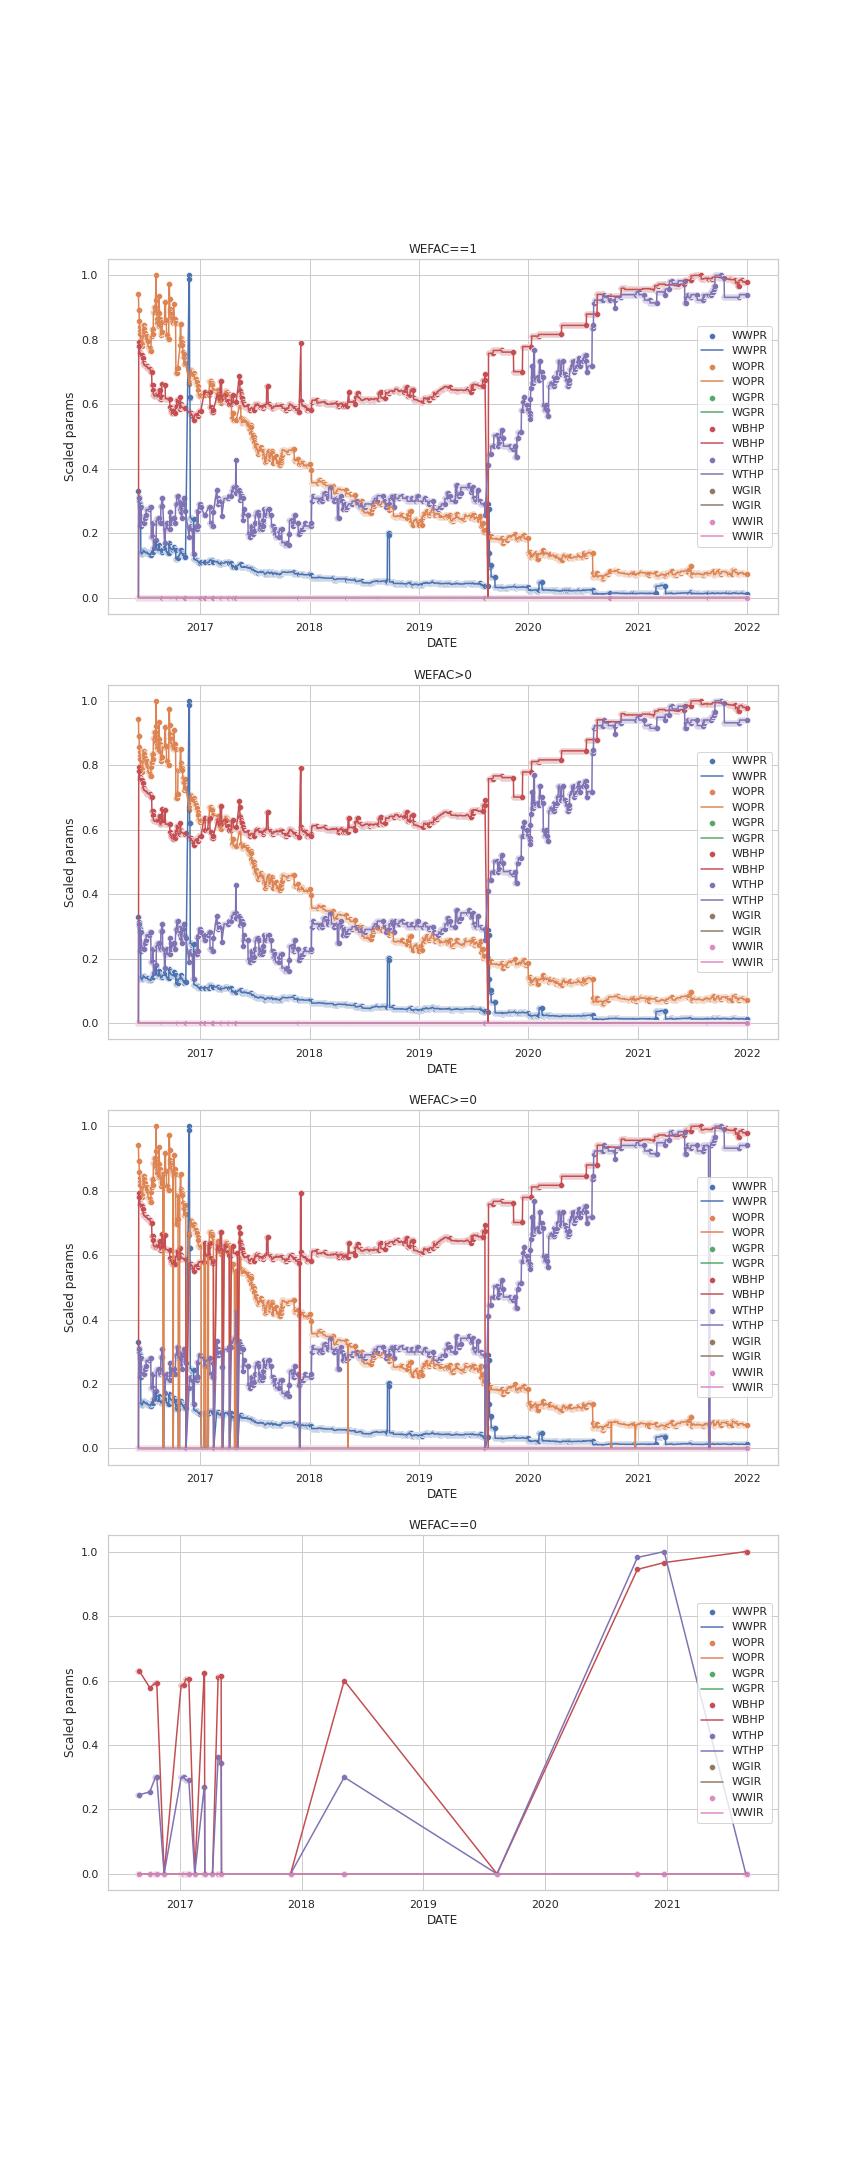 WEFAC==1
1.0
0.8
0.6
0.4
0.2
0.0
Scaled params
2017 2018 2019 2020 2021 2022
DATE
WWPR
WWPR
WOPR
WOPR
WGPR
WGPR
WBHP
WBHP
WTHP
WTHP
WGIR
WGIR
WWIR
WWIR
WEFAC>0
1.0
0.8
0.6
0.4
0.2
0.0
Scaled params
2017 2018 2019 2020 2021 2022
DATE
WWPR
WWPR
WOPR
WOPR
WGPR
WGPR
WBHP
WBHP
WTHP
WTHP
WGIR
WGIR
WWIR
WWIR
WEFAC>=0
1.0
0.8
0.6
0.4
0.2
0.0
Scaled params
2017 2018 2019 2020 2021 2022
DATE
WWPR
WWPR
WOPR
WOPR
WGPR
WGPR
WBHP
WBHP
WTHP
WTHP
WGIR
WGIR
WWIR
WWIR
WEFAC==0
1.0
0.8
0.6
0.4
0.2
0.0
Scaled params
2017 2018 2019 2020 2021
DATE
WWPR
WWPR
WOPR
WOPR
WGPR
WGPR
WBHP
WBHP
WTHP
WTHP
WGIR
WGIR
WWIR
WWIR